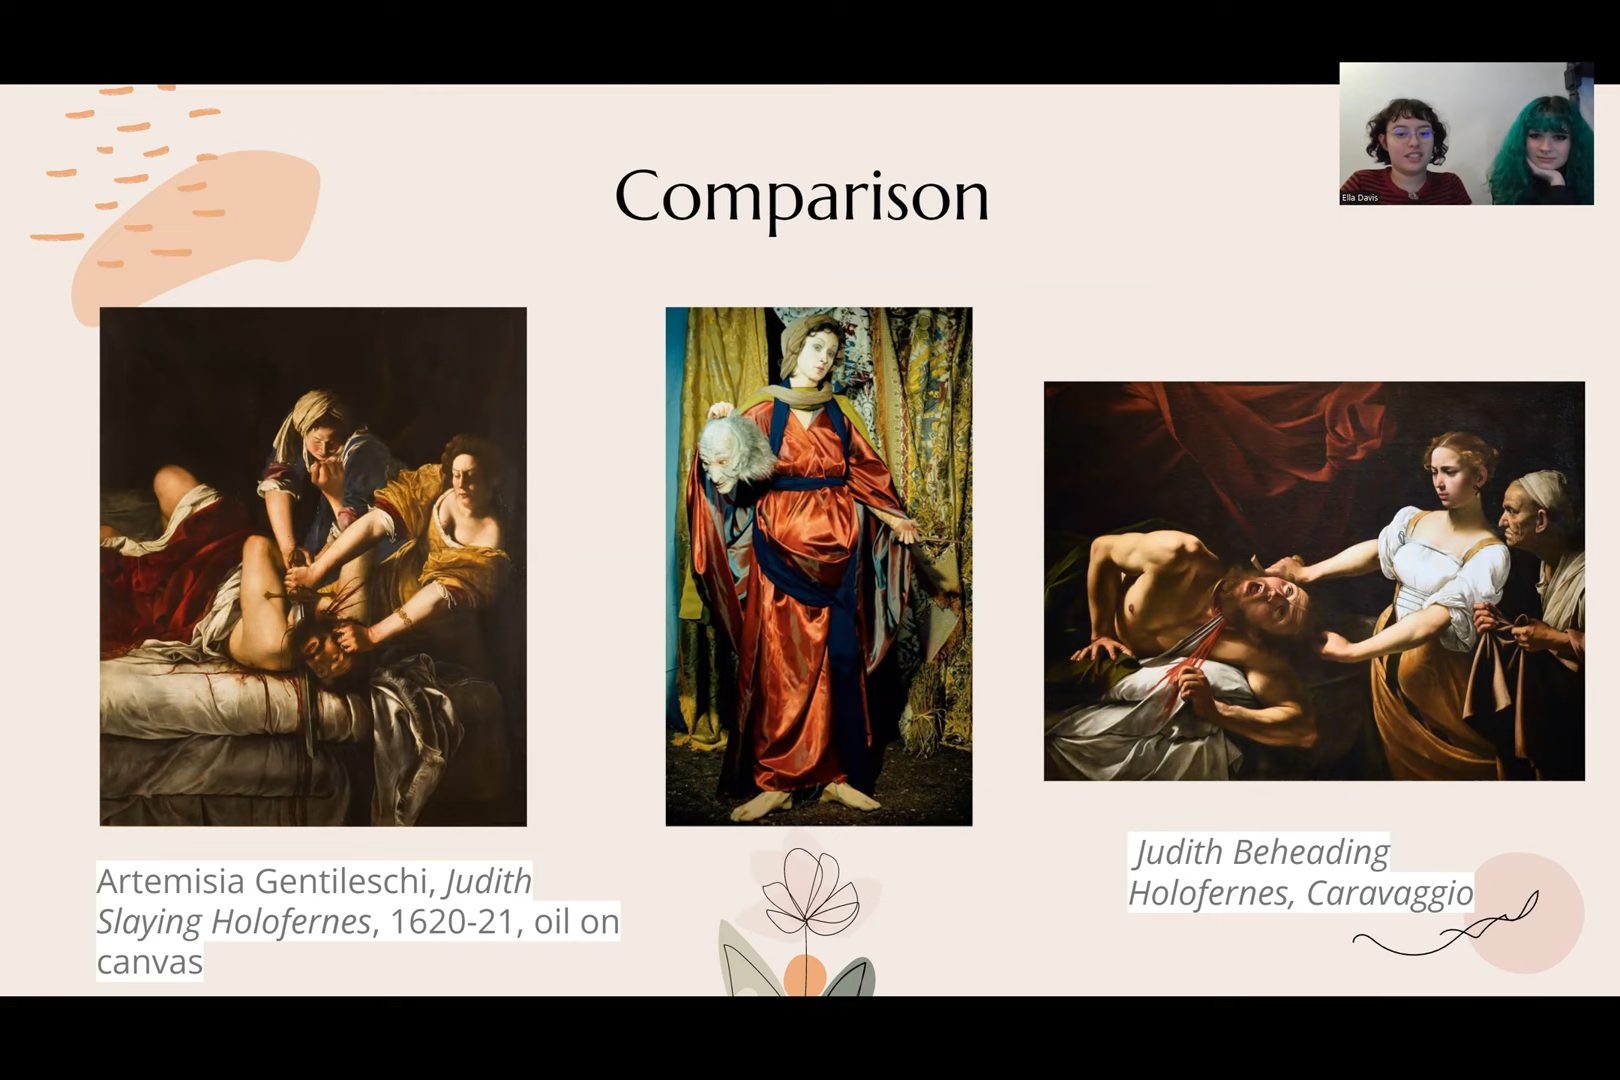 Comparison
Ella Davis
Artemisia Gentileschi, Judith
Slaying Holofernes, 1620-21, oil on
canvas
Judith Beheading
Holofernes, Caravaggio